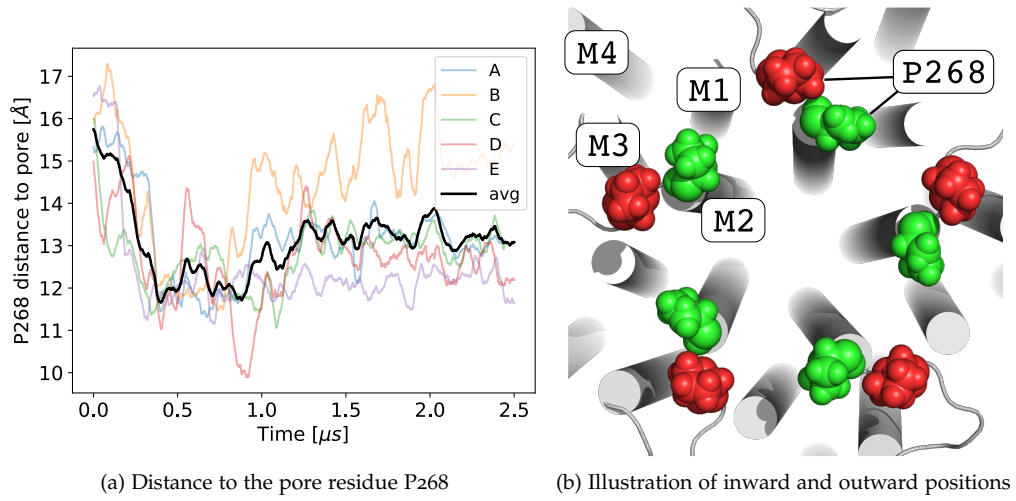 17
16
15
14
13
12
11
10
P268 distance to pore [Å]
0.0 0.5 1.0 1.5 2.0 2.5
Time [μs]
A
B
C
D
E
avg
(a) Distance to the pore residue P268
M4
M1
P268
M3
M2
(b) Illustration of inward and outward positions